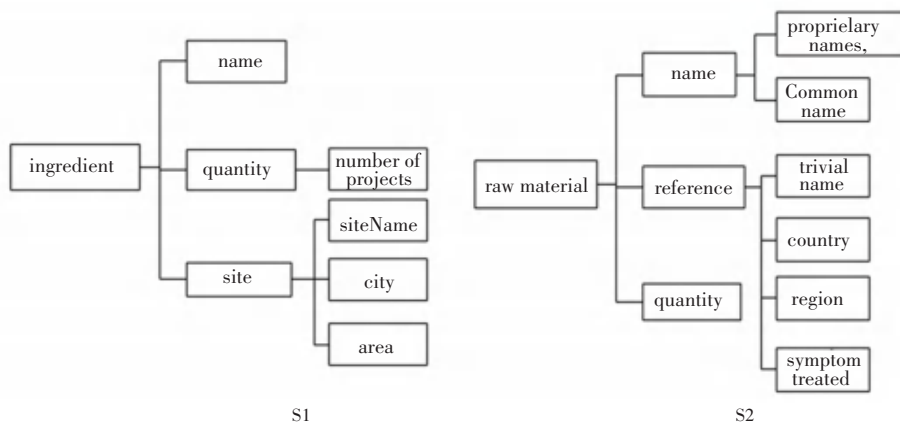 ingredient
name
quantity
number of
projects
site
siteName
city
area
S1
raw material
name
proprielary
names,
Common
name
reference
trivial
name
country
region
symptom
treated
quantity
S2